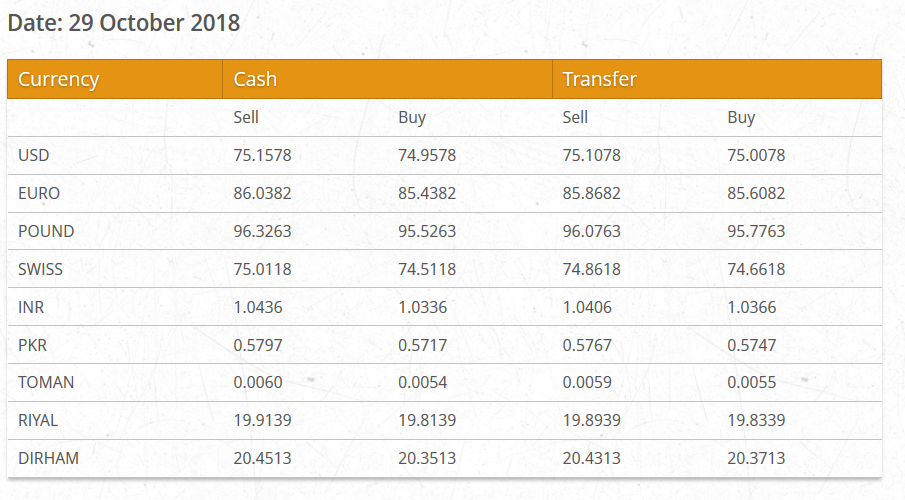 Date: 29 October 2018
Currency Cash Transfer
Sell Buy Sell Buy
USD 75.1578 74.9578 75.1078 75.0078
EURO 86.0382 85.4382 85.8682 85.6082
POUND 96.3263 95.5263 96.0763 95.7763
SWISS 75.0118 74.5118 74.8618 74.6618
INR 1.0436 1.0336 1.0406 1.0366
PKR 0.5797 0.5717 0.5767 0.5747
TOMAN 0.0060 0.0054 0.0059 0.0055
RIYAL 19.9139 19.8139 19.8939 19.8339
DIRHAM 20.4513 20.3513 20.4313 20.3713